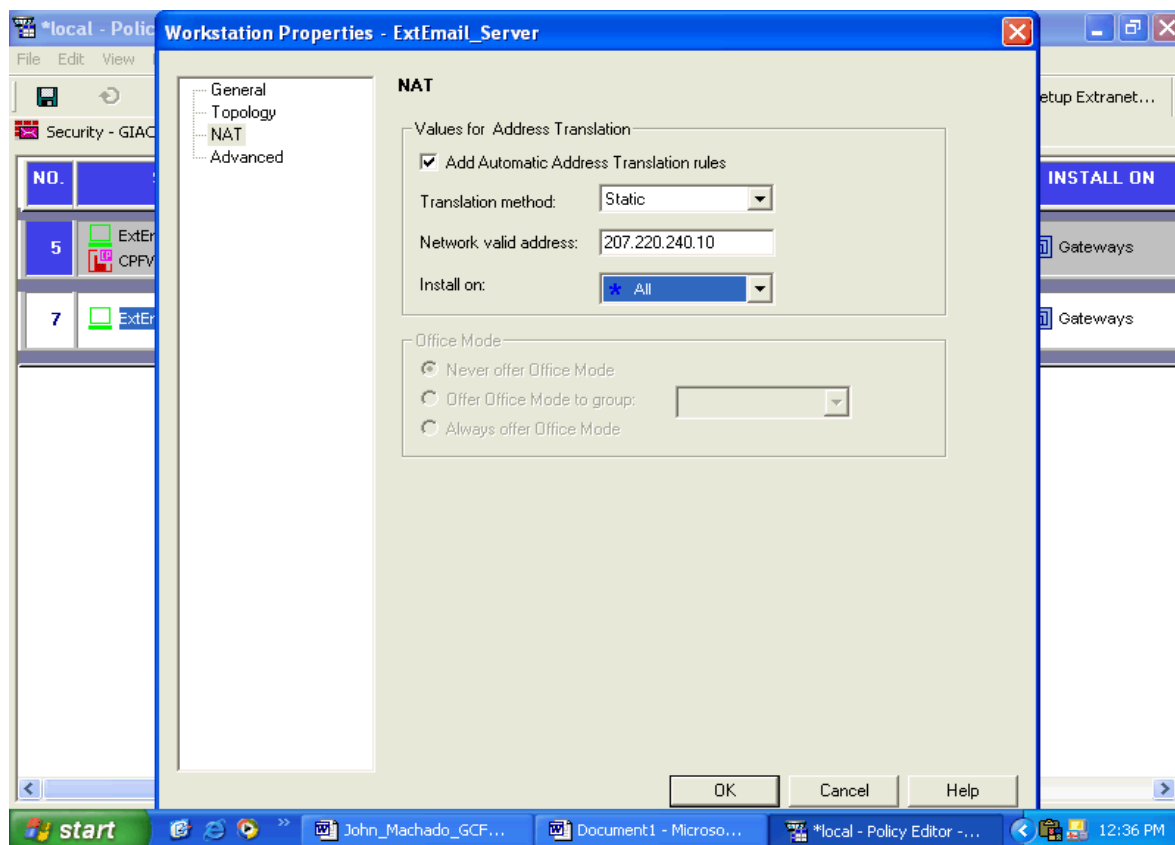 *local - Polic
Workstation Properties - ExtEmail_Server
File Edit View
etup Extranet...
Security - GIAC
General
Topology
NAT
Advanced
NAT
Values for Address Translation
Add Automatic Address Translation rules
Translation method: Static
Network valid address: 207.220.240.10
Install on: * All
Office Mode
Never offer Office Mode
Offer Office Mode to group:
Always offer Office Mode
NO. INSTALL ON
5 ExtEr Gateways
CPFV
7 ExtEr Gateways
OK Cancel Help
start John_Machado_GCF... Document1 - Microso... *local - Policy Editor -... 12:36 PM